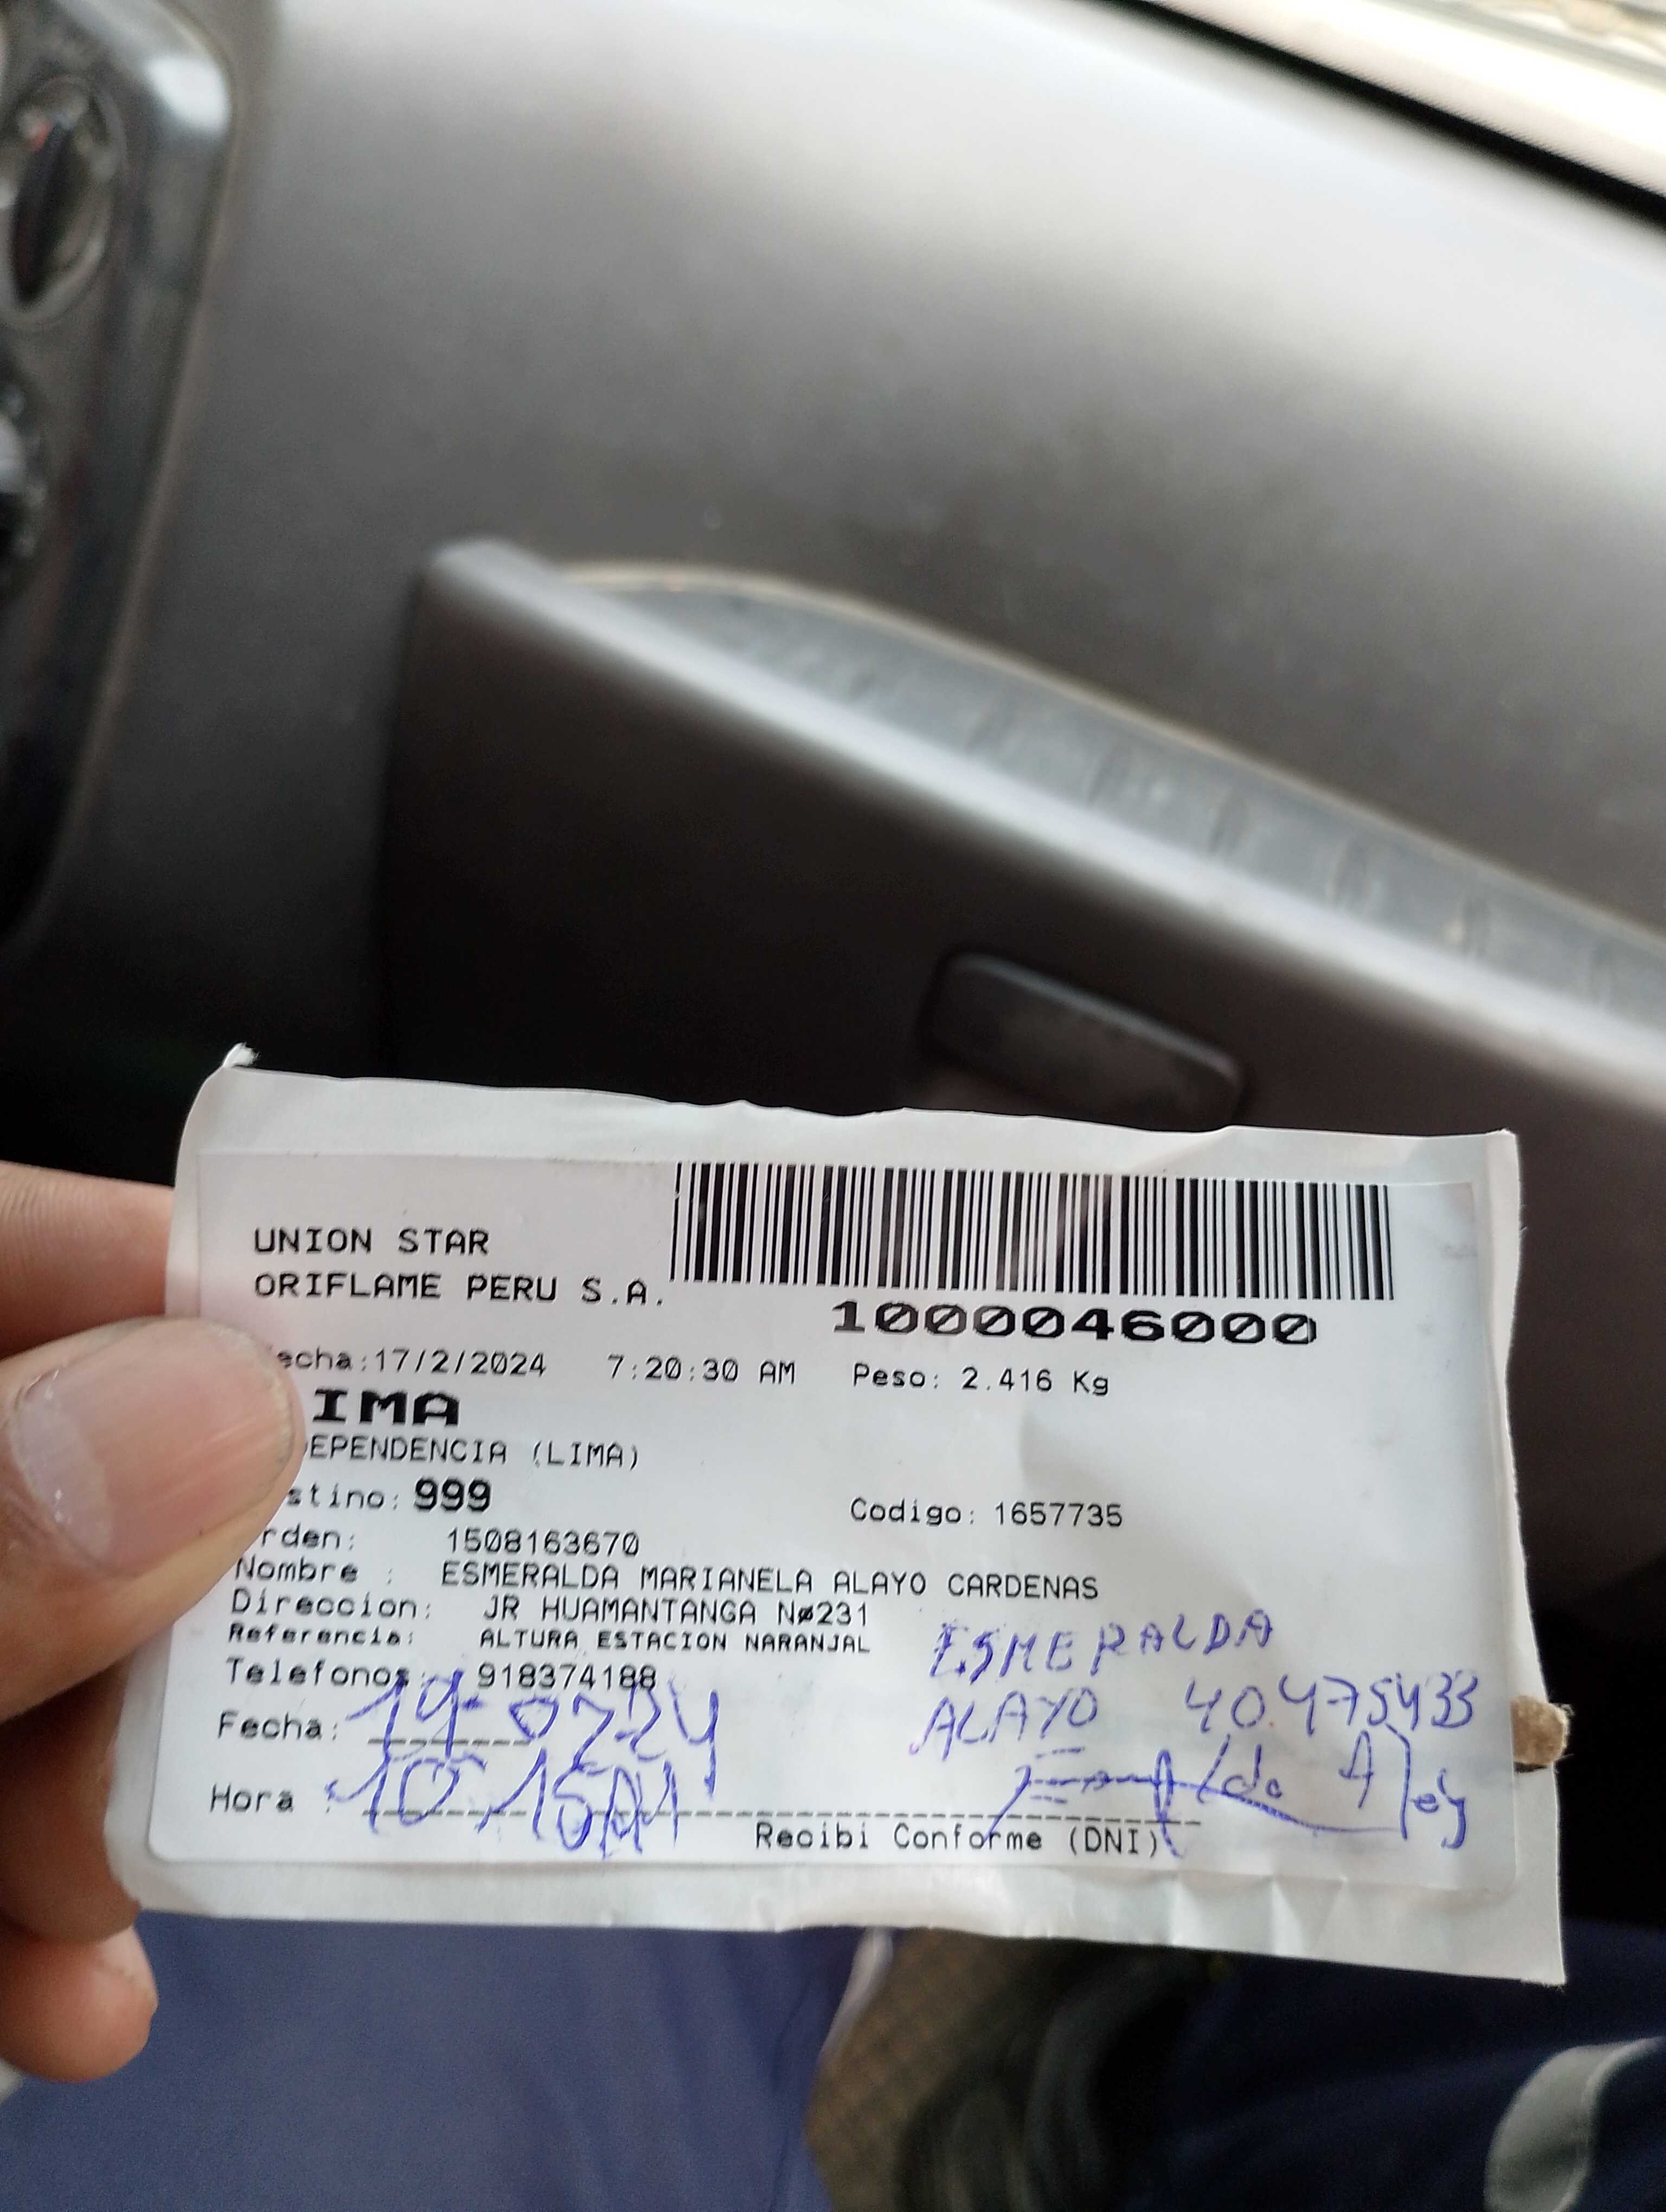 UNION STAR
ORIFLAME PERU S.A.
1000046000
echa:17/2/2024 7:20:30 AM Peso: 2.416 Kg
IMA
DEPENDENCIA (LIMA)
stino: 999 Codigo: 1657735
rden: 1508163670
Nombre : ESMERALDA MARIANELA ALAYO CARDENAS
Direccion: JR HUAMANTANGA Nø231
Referencia: ALTURA ESTACION NARANJAL
ESMERALDA
Telefonos: 918374188
ALAYO 40475433
Fecha: 19-02-24
Hora : 10:15AM
Recibi Conforme (DNI)